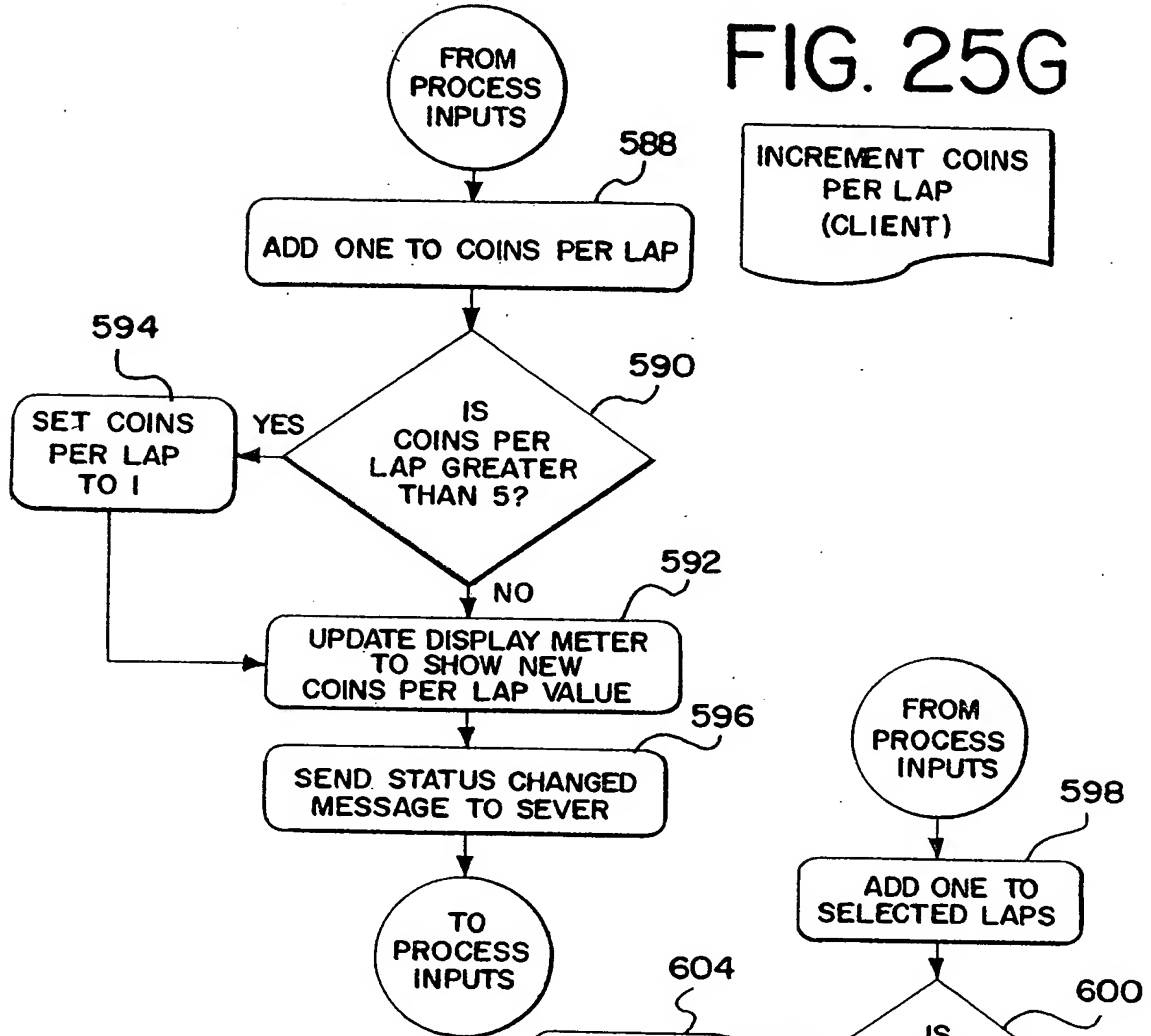 FIG. 25G
INCREMENT COINS
PER LAP
(CLIENT)
FROM
PROCESS
INPUTS
588
ADD ONE TO COINS PER LAP
590
IS
COINS PER
LAP GREATER
THAN 5?
YES
594
SET COINS
PER LAP
TO 1
NO
592
UPDATE DISPLAY METER
TO SHOW NEW
COINS PER LAP VALUE
596
SEND STATUS CHANGED
MESSAGE TO SEVER
TO
PROCESS
INPUTS
FROM
PROCESS
INPUTS
598
ADD ONE TO
SELECTED LAPS
604
600
IS